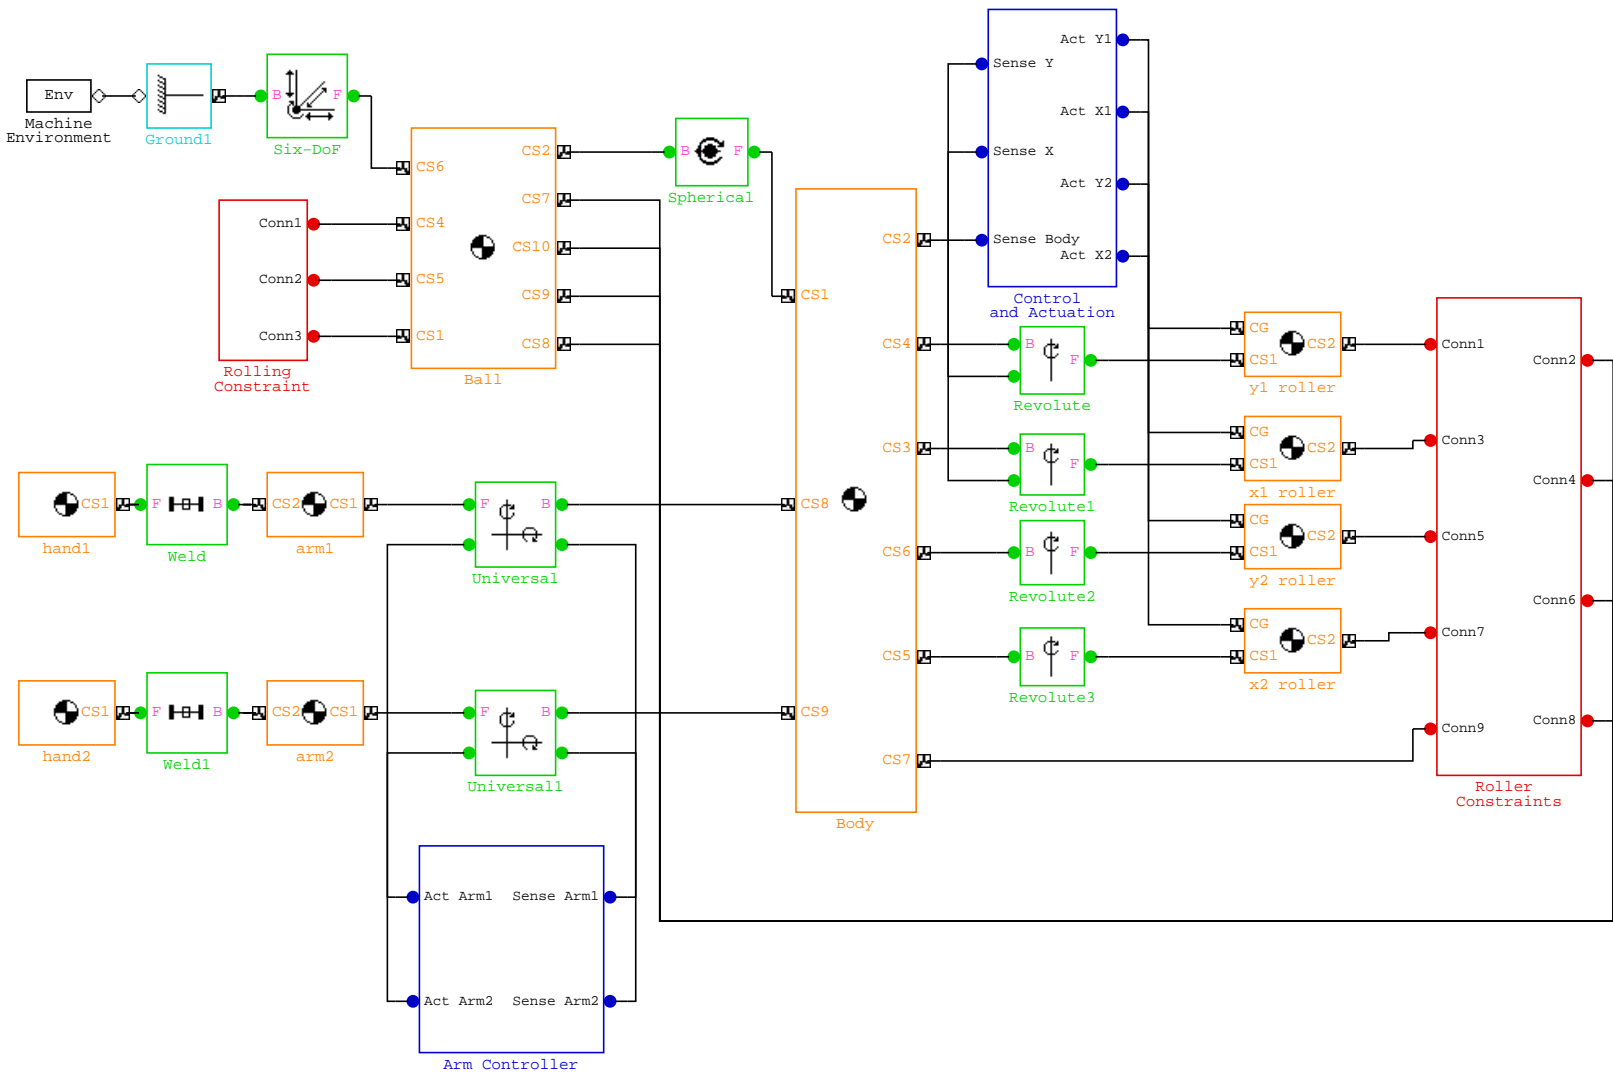 Env
Machine
Environment
Ground1
B
F
Six-DoF
Conn1
Conn2
Conn3
Rolling
Constraint
CS6
CS4
CS5
CS1
CS2
CS7
CS10
CS9
CS8
Ball
B
F
Spherical
CS1
CS8
CS9
CS2
CS4
CS3
CS6
CS5
CS7
Body
Sense Y
Sense X
Sense Body
Act Y1
Act X1
Act Y2
Act X2
Control
and Actuation
B
F
Revolute
B
F
Revolute1
B
F
Revolute2
B
F
Revolute3
CG
CS1
CS2
y1 roller
CG
CS1
CS2
x1 roller
CG
CS1
CS2
y2 roller
CG
CS1
CS2
x2 roller
Conn1
Conn3
Conn5
Conn7
Conn9
Conn2
Conn4
Conn6
Conn8
Roller
Constraints
CS1
hand1
F
B
Weld
CS2
CS1
arm1
F
B
Universal
CS1
hand2
F
B
Weld1
CS2
CS1
arm2
F
B
Universal1
Act Arm1
Sense Arm1
Act Arm2
Sense Arm2
Arm Controller